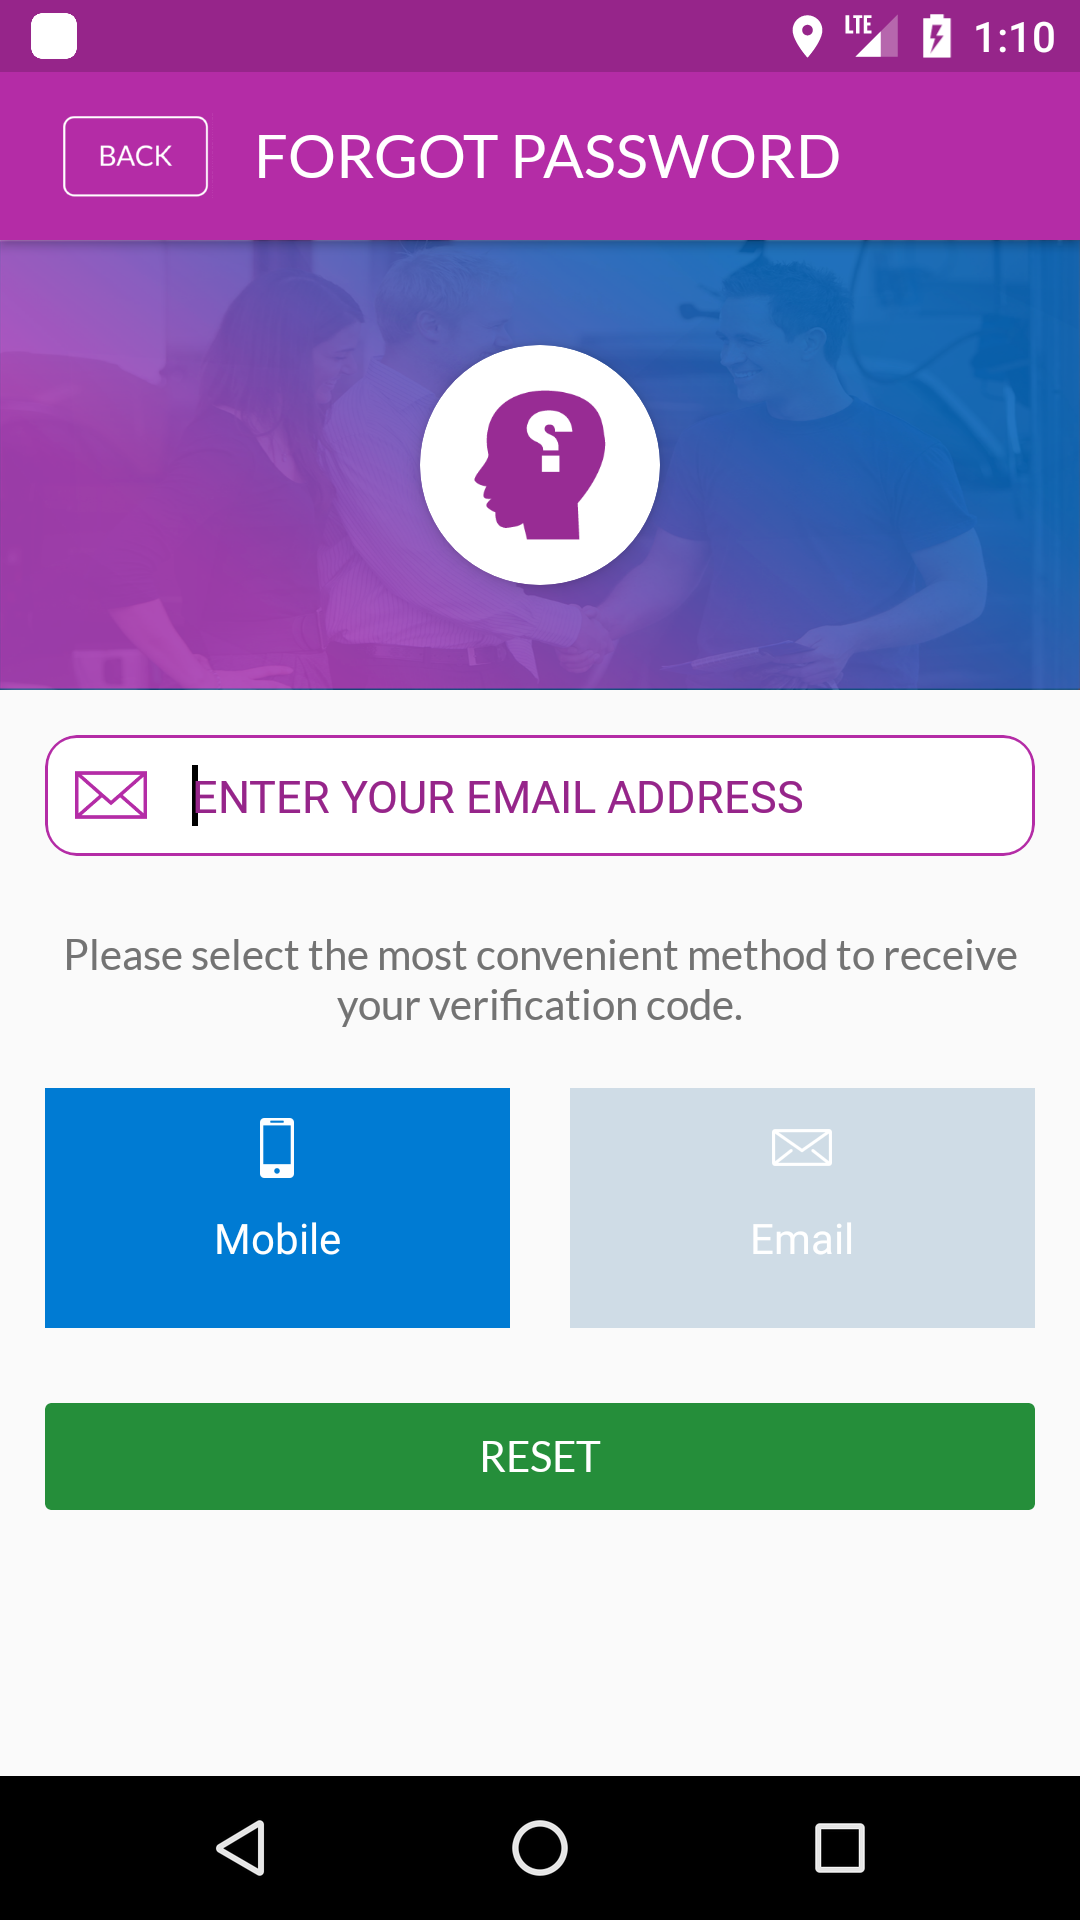 LTE 1:10
BACK FORGOT PASSWORD
ENTER YOUR EMAIL ADDRESS
Please select the most convenient method to receive
your verification code.
Mobile Email
RESET